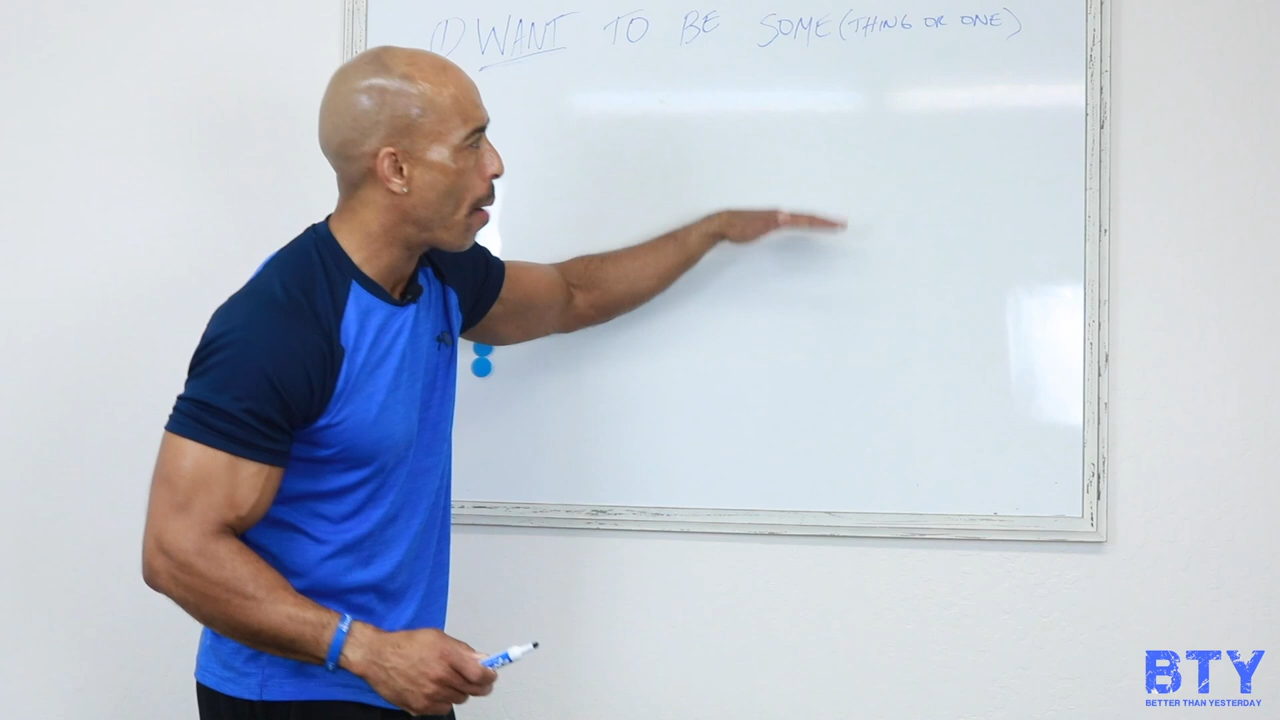 1) WANT TO BE SOME(THING OR ONE)
BTY
BETTER THAN YESTERDAY